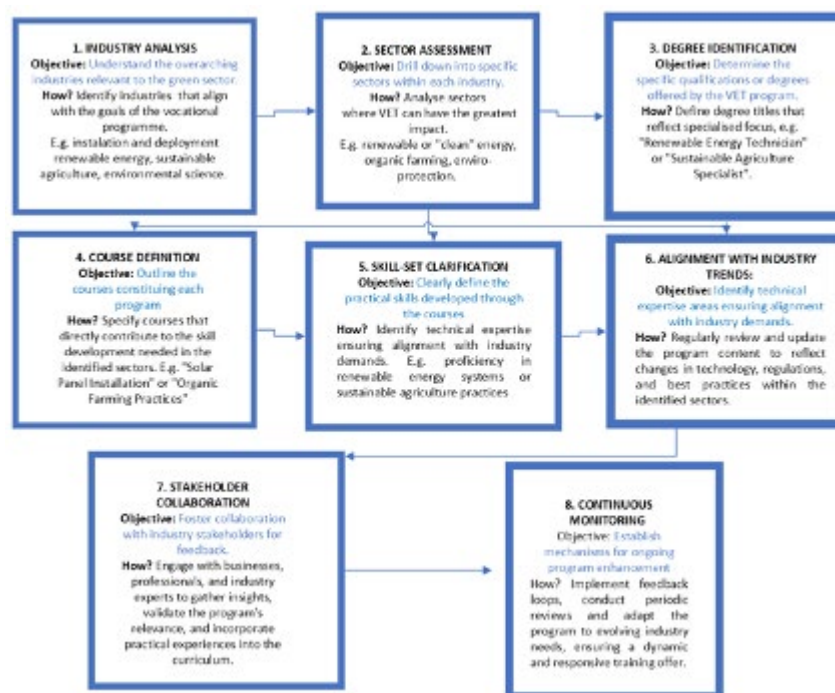 1. INDUSTRY ANALYSIS
Objective: Understand the overarching
industries relevant to the green sector.
How? Identify industries that align
with the goals of the vocational
programme.
E.g. instalation and deployment
renewable energy, sustainable
agriculture, environmental science.
2. SECTOR ASSESSMENT
Objective: Drill down into specific
sectors within each industry.
How? Analyse sectors
where VET can have the greatest
impact.
E.g. renewable or "clean" energy,
organic farming, enviro-
protection.
3. DEGREE IDENTIFICATION
Objective: Determine the
specific qualifications or degrees
offered by the VET program.
How? Define degree titles that
reflect specialised focus, e.g.
"Renewable Energy Technician"
or "Sustainable Agriculture
Specialist".
4. COURSE DEFINITION
Objective: Outline the
courses constituing each
program
How? Specify courses that
directly contribute to the skill
development needed in the
identified sectors. E.g. "Solar
Panel Installation" or "Organic
Farming Practices"
5. SKILL-SET CLARIFICATION
Objective: Clearly define the
practical skills developed through
the courses
How? Identify technical expertise
ensuring alignment with industry
demands. E.g. proficiency in
renewable energy systems or
sustainable agriculture practices
6. ALIGNMENT WITH INDUSTRY
TRENDS:
Objective: Identify technical
expertise areas ensuring alignment
with industry demands.
How? Regularly review and update
the program content to reflect
changes in technology, regulations,
and best practices within the
identified sectors.
7. STAKEHOLDER
COLLABORATION
Objective: Foster collaboration
with industry stakeholders for
feedback.
How? Engage with businesses,
professionals, and industry
experts to gather insights,
validate the program's
relevance, and incorporate
practical experiences into the
curriculum.
8. CONTINUOUS
MONITORING
Objective: Establish
mechanisms for ongoing
program enhancement
How? Implement feedback
loops, conduct periodic
reviews and adapt the
program to evolving industry
needs, ensuring a dynamic
and responsive training offer.